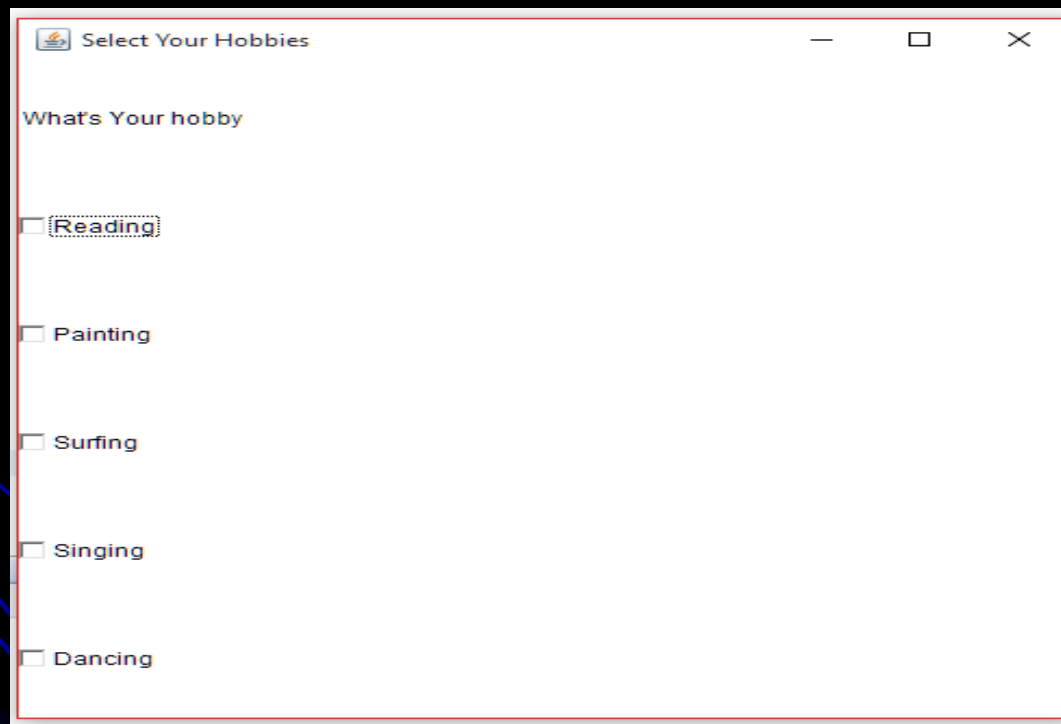 Select Your Hobbies
What's Your hobby
Reading
Painting
Surfing
Singing
Dancing